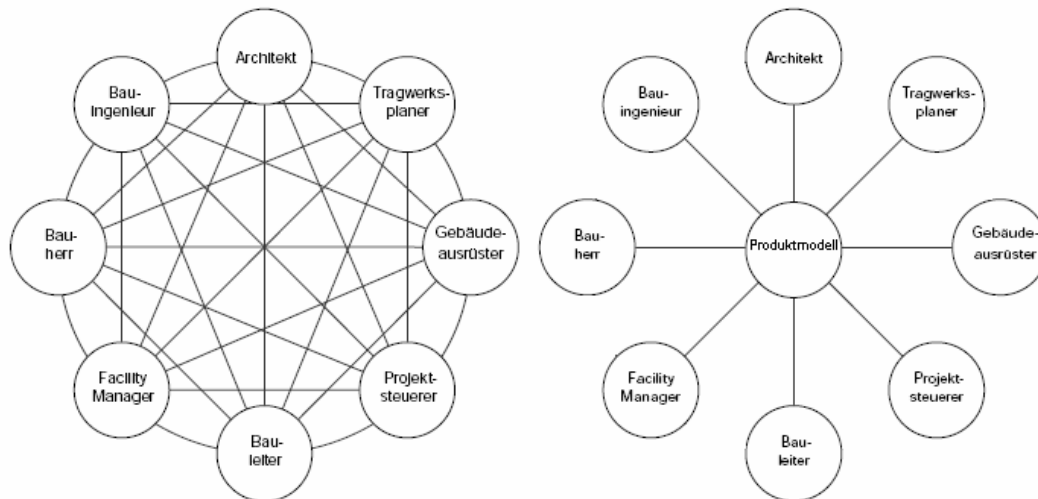 Architekt
Bau-
ingenieur
Tragwerks-
planer
Bau-
herr
Gebäude-
ausrüster
Facility
Manager
Projekt-
steuerer
Bau-
leiter
Architekt
Bau-
ingenieur
Tragwerks-
planer
Bau-
herr
Produktmodell
Gebäude-
ausrüster
Facility
Manager
Projekt-
steuerer
Bau-
leiter